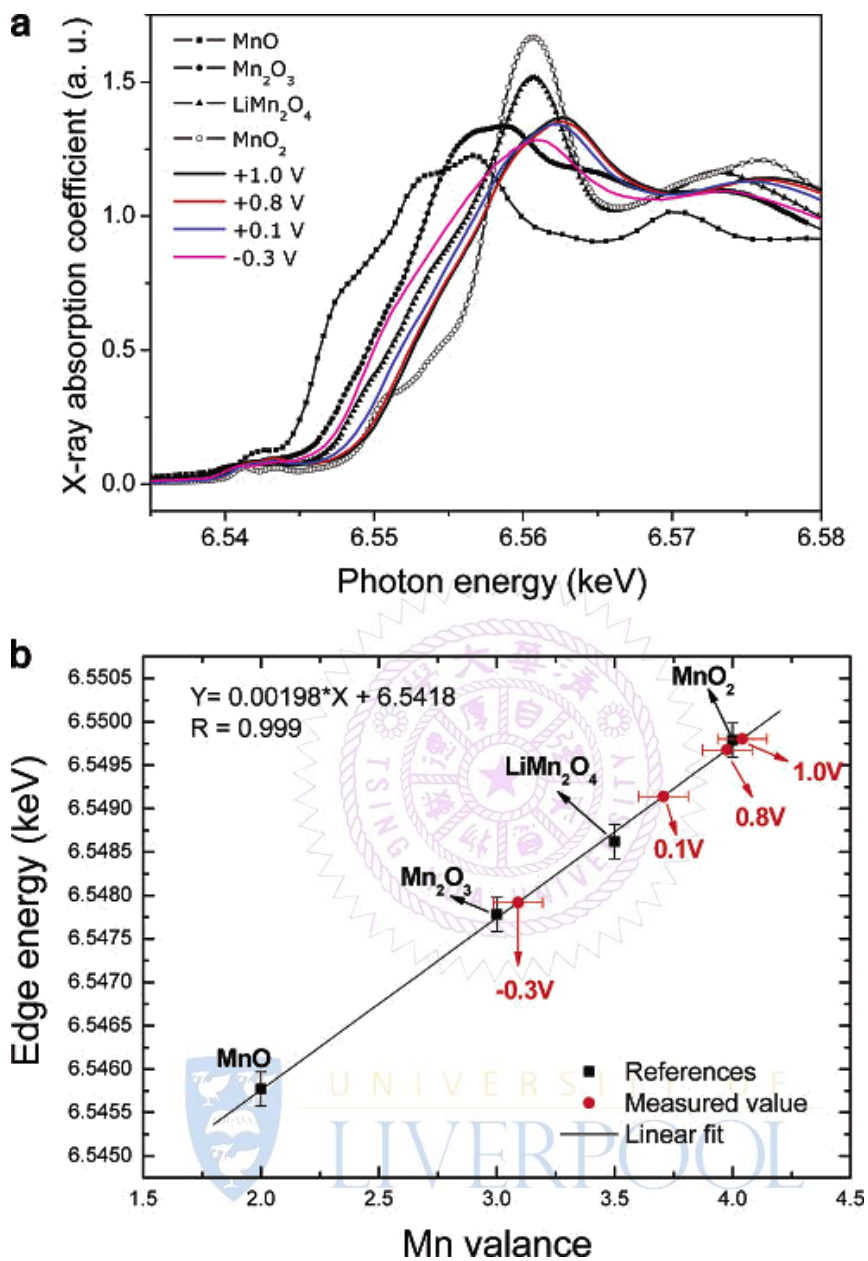 a
X-ray absorption coefficient (a. u.)
MnO
Mn₂O₃
LiMn₂O₄
MnO₂
+1.0 V
+0.8 V
+0.1 V
-0.3 V
1.5
1.0
0.5
0.0
6.54 6.55 6.56 6.57 6.58
Photon energy (keV)
b
Edge energy (keV)
Y= 0.00198*X + 6.5418
R = 0.999
6.5505
6.5500
6.5495
6.5490
6.5485
6.5480
6.5475
6.5470
6.5465
6.5460
6.5455
6.5450
MnO₂
1.0V
0.8V
LiMn₂O₄
0.1V
Mn₂O₃
-0.3V
MnO
References
Measured value
Linear fit
UNIVERSITY OF
LIVERPOOL
1.5 2.0 2.5 3.0 3.5 4.0 4.5
Mn valance